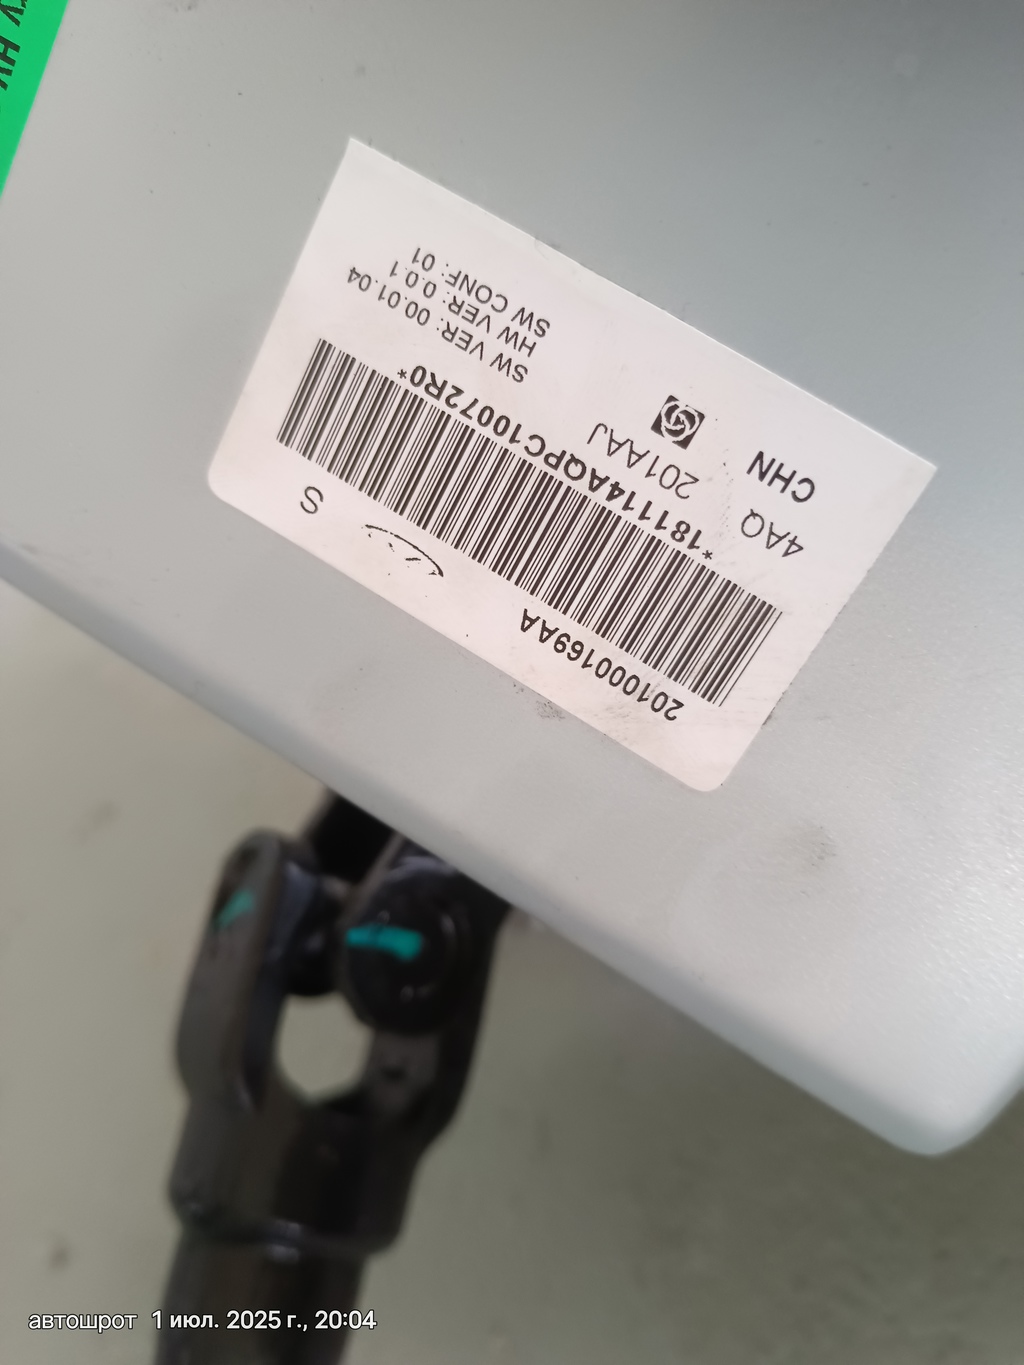 201000169AA
S
*181114AQPC10072R0*
4AQ
201AAJ
CHN
SW VER: 00.01.04
HW VER: 0.0.1
SW CONF: 01
автошрот 1 июл. 2025 г., 20:04